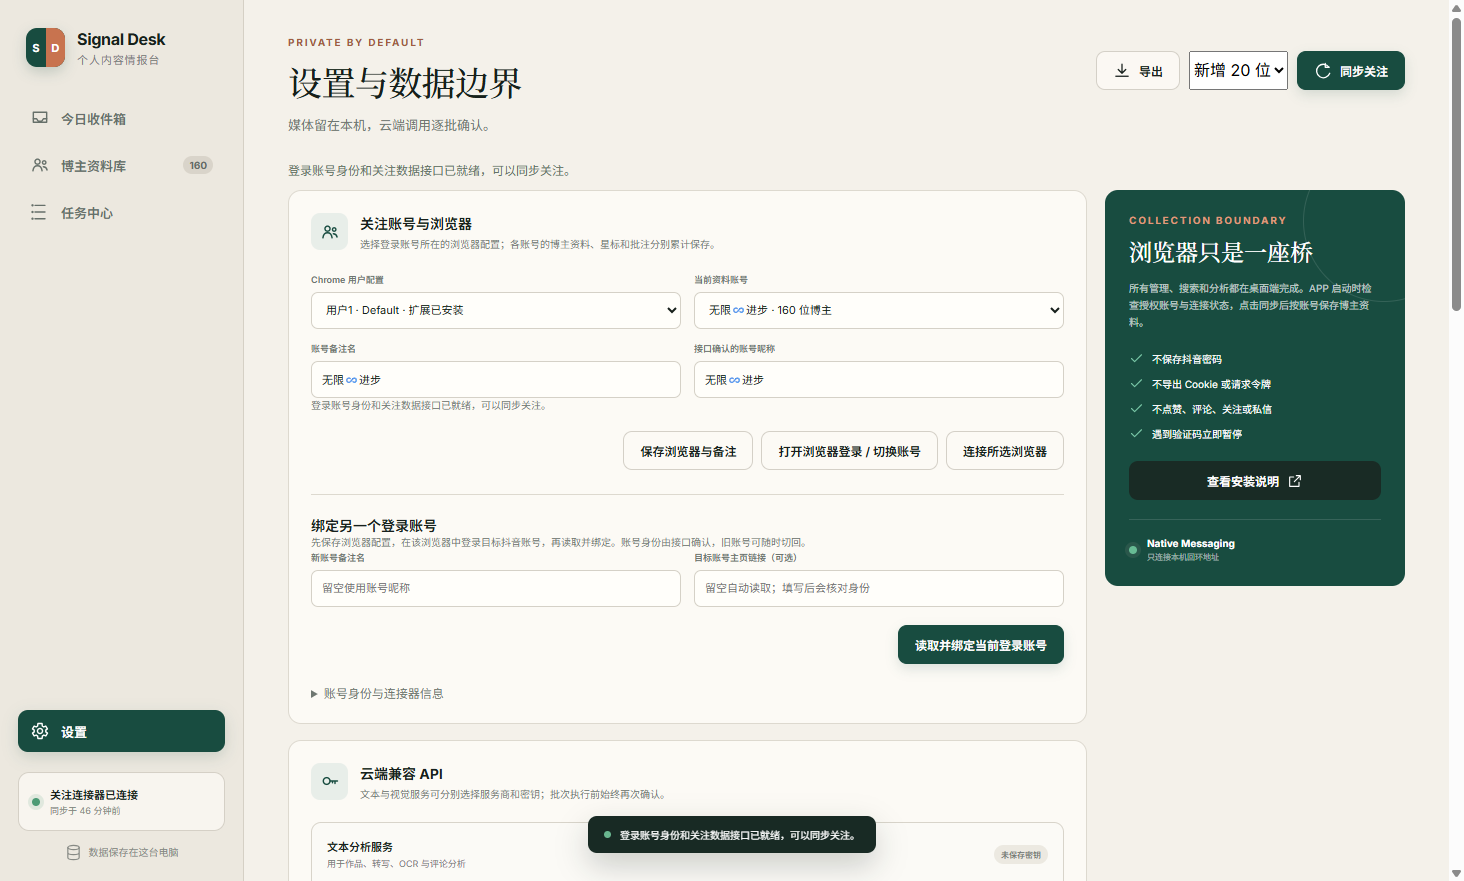 S D
Signal Desk
个人内容情报台
今日收件箱
博主资料库
160
任务中心
设置
关注连接器已连接
同步于 46 分钟前
数据保存在这台电脑
PRIVATE BY DEFAULT
设置与数据边界
媒体留在本机，云端调用逐批确认。
导出
新增 20 位
同步关注
登录账号身份和关注数据接口已就绪，可以同步关注。
关注账号与浏览器
选择登录账号所在的浏览器配置；各账号的博主资料、星标和批注分别累计保存。
Chrome 用户配置
当前资料账号
用户1 · Default · 扩展已安装
无限∞进步 · 160 位博主
账号备注名
接口确认的账号昵称
无限∞进步
无限∞进步
登录账号身份和关注数据接口已就绪，可以同步关注。
保存浏览器与备注
打开浏览器登录 / 切换账号
连接所选浏览器
绑定另一个登录账号
先保存浏览器配置，在该浏览器中登录目标抖音账号，再读取并绑定。账号身份由接口确认，旧账号可随时切回。
新账号备注名
目标账号主页链接（可选）
留空使用账号昵称
留空自动读取；填写后会核对身份
读取并绑定当前登录账号
账号身份与连接器信息
云端兼容 API
文本与视觉服务可分别选择服务商和密钥；批次执行前始终再次确认。
文本分析服务
用于作品、转写、OCR 与评论分析
未保存密钥
登录账号身份和关注数据接口已就绪，可以同步关注。
COLLECTION BOUNDARY
浏览器只是一座桥
所有管理、搜索和分析都在桌面端完成。APP 启动时检
查授权账号与连接状态，点击同步后按账号保存博主资
料。
不保存抖音密码
不导出 Cookie 或请求令牌
不点赞、评论、关注或私信
遇到验证码立即暂停
查看安装说明
Native Messaging
只连接本机回环地址